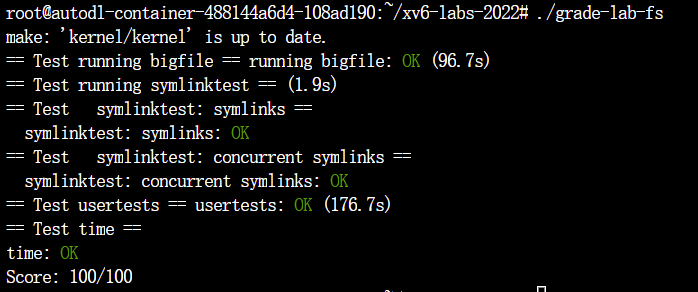 root@autodl-container-488144a6d4-108ad190:~/xv6-labs-2022# ./grade-lab-fs
make: 'kernel/kernel' is up to date.
== Test running bigfile == running bigfile: OK (96.7s)
== Test running symlinktest == (1.9s)
== Test   symlinktest: symlinks ==
  symlinktest: symlinks: OK
== Test   symlinktest: concurrent symlinks ==
  symlinktest: concurrent symlinks: OK
== Test usertests == usertests: OK (176.7s)
== Test time ==
time: OK
Score: 100/100